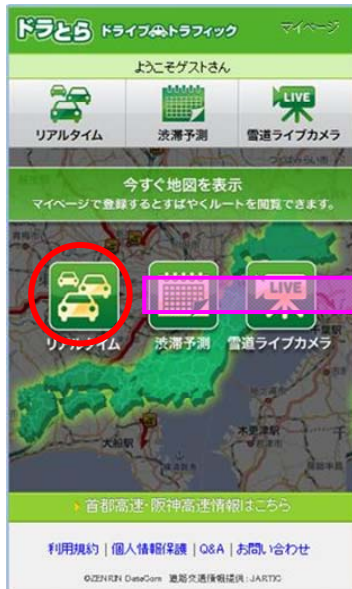 ドラとら ドライブ トラフィック マイページ
ようこそゲストさん
LIVE
リアルタイム 渋滞予測 雪道ライブカメラ
今すぐ地図を表示
マイページで登録するとすばやくルートを閲覧できます。
LIVE
リアルタイム 渋滞予測 雪道ライブカメラ
千葉駅
木更津駅
大船駅
首都高速・阪神高速情報はこちら
利用規約 | 個人情報保護 | Q&A | お問い合わせ
©ZENRIN DataCom 道路交通情報提供:JARTIC